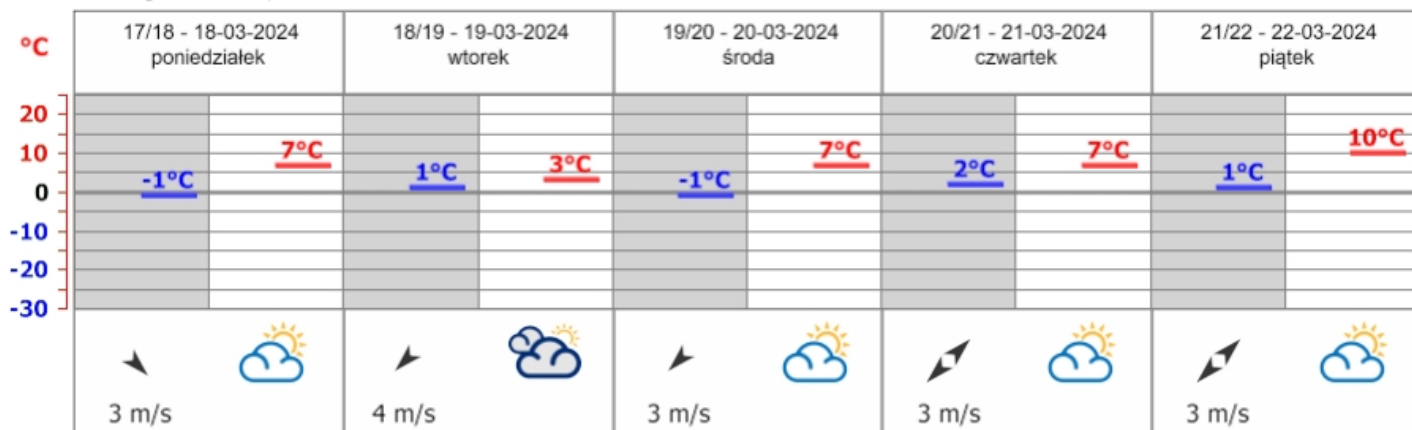 °C
17/18 - 18-03-2024
poniedziałek
18/19 - 19-03-2024
wtorek
19/20 - 20-03-2024
środa
20/21 - 21-03-2024
czwartek
21/22 - 22-03-2024
piątek
20
10
0
-10
-20
-30
-1°C
7°C
1°C
3°C
-1°C
7°C
2°C
7°C
1°C
10°C
3 m/s
4 m/s
3 m/s
3 m/s
3 m/s